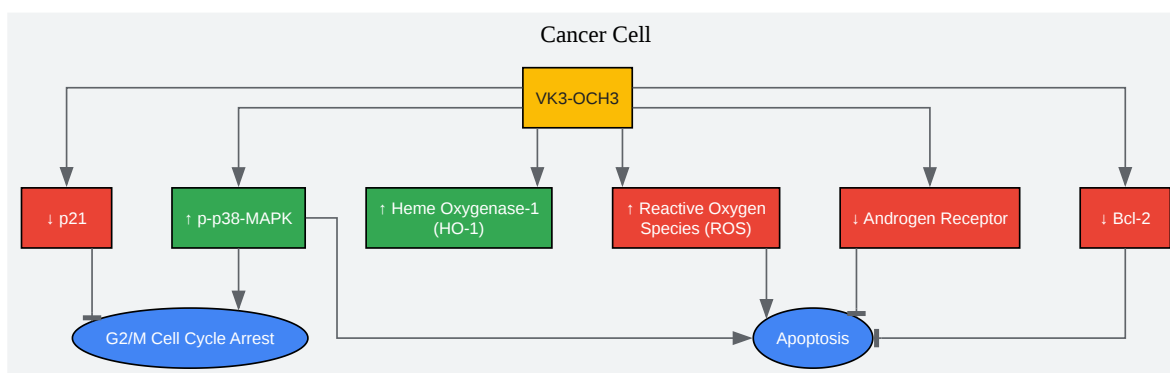 Cancer Cell
VK3-OCH3
↓ p21
↑ p-p38-MAPK
↑ Heme Oxygenase-1
(HO-1)
↑ Reactive Oxygen
Species (ROS)
↓ Androgen Receptor
↓ Bcl-2
G2/M Cell Cycle Arrest
Apoptosis